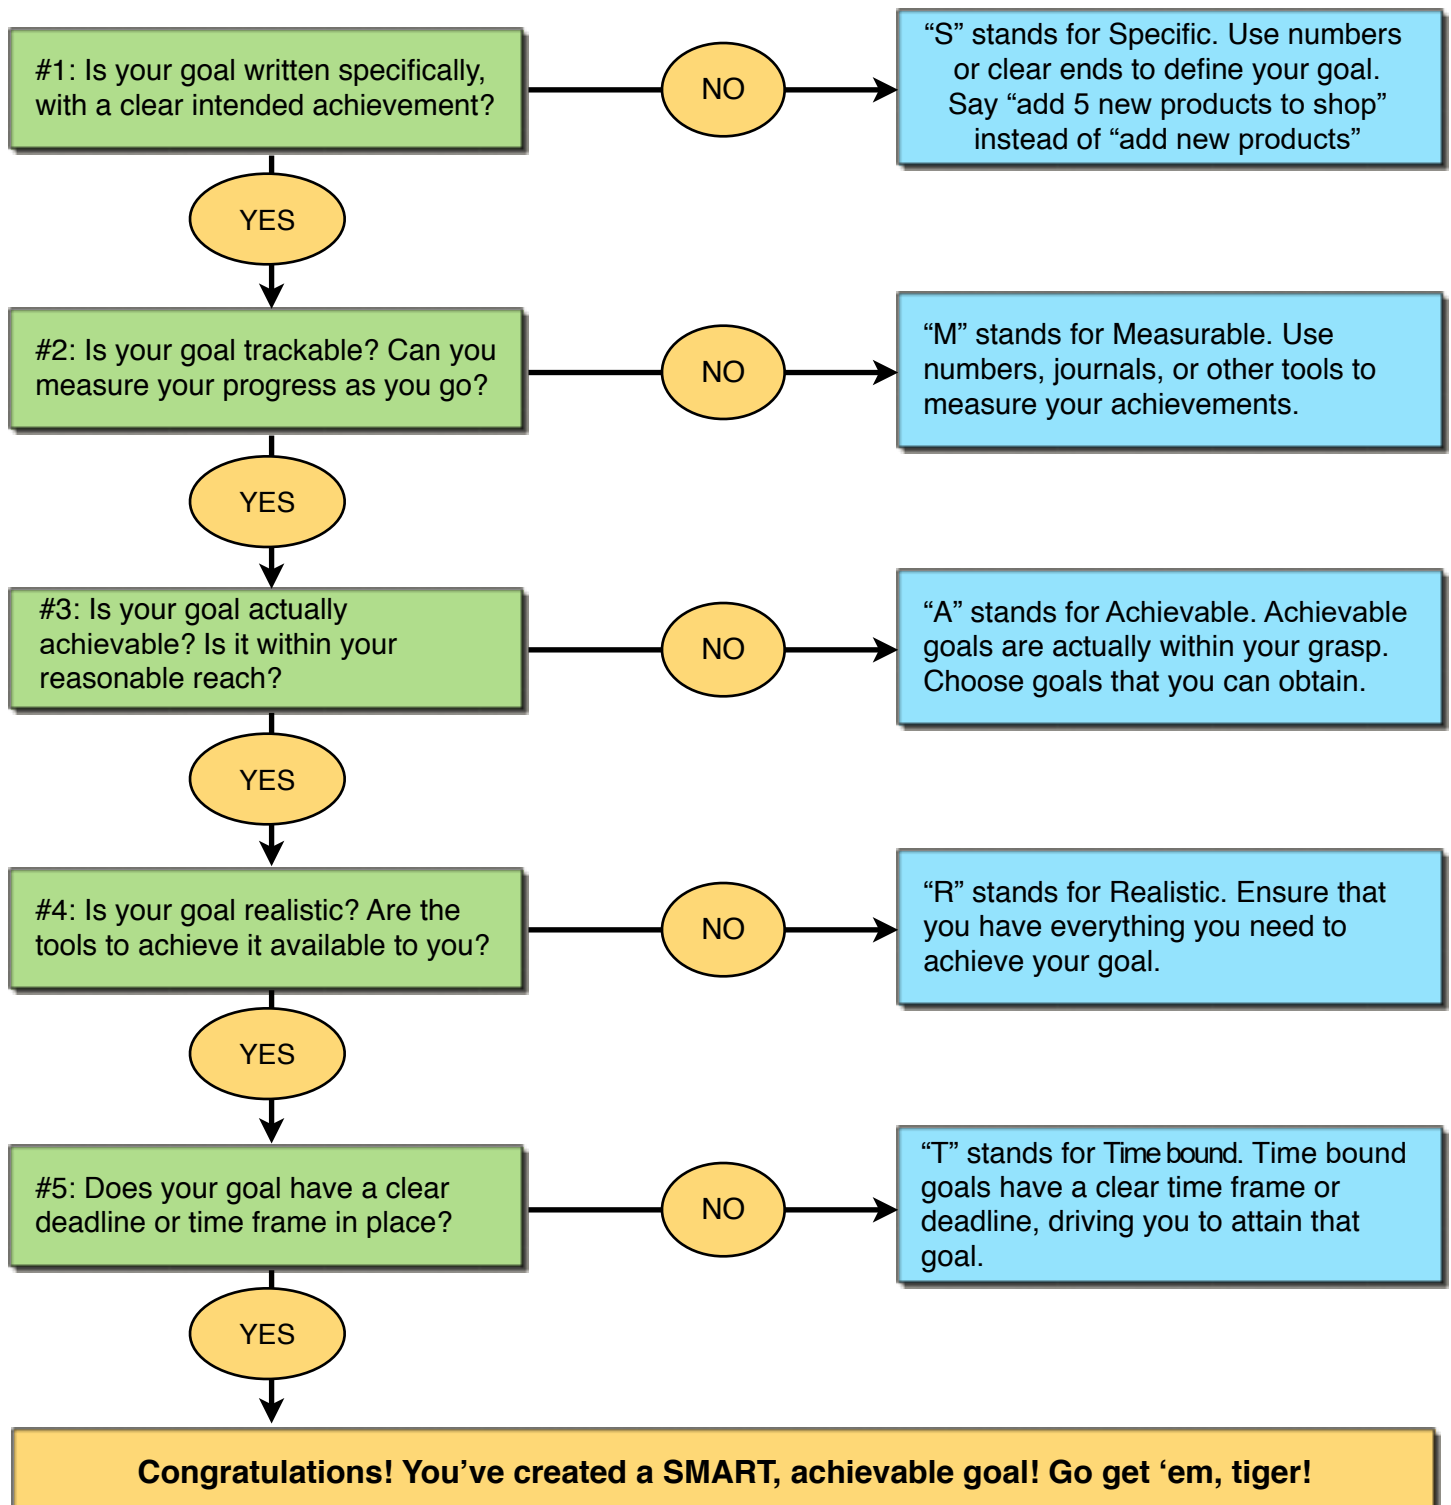 #1: Is your goal written specifically,
with a clear intended achievement?
NO
“S” stands for Specific. Use numbers
or clear ends to define your goal.
Say “add 5 new products to shop”
instead of “add new products”
YES
#2: Is your goal trackable? Can you
measure your progress as you go?
NO
“M” stands for Measurable. Use
numbers, journals, or other tools to
measure your achievements.
YES
#3: Is your goal actually
achievable? Is it within your
reasonable reach?
NO
“A” stands for Achievable. Achievable
goals are actually within your grasp.
Choose goals that you can obtain.
YES
#4: Is your goal realistic? Are the
tools to achieve it available to you?
NO
“R” stands for Realistic. Ensure that
you have everything you need to
achieve your goal.
YES
#5: Does your goal have a clear
deadline or time frame in place?
NO
“T” stands for Time bound. Time bound
goals have a clear time frame or
deadline, driving you to attain that
goal.
YES
Congratulations! You’ve created a SMART, achievable goal! Go get ‘em, tiger!